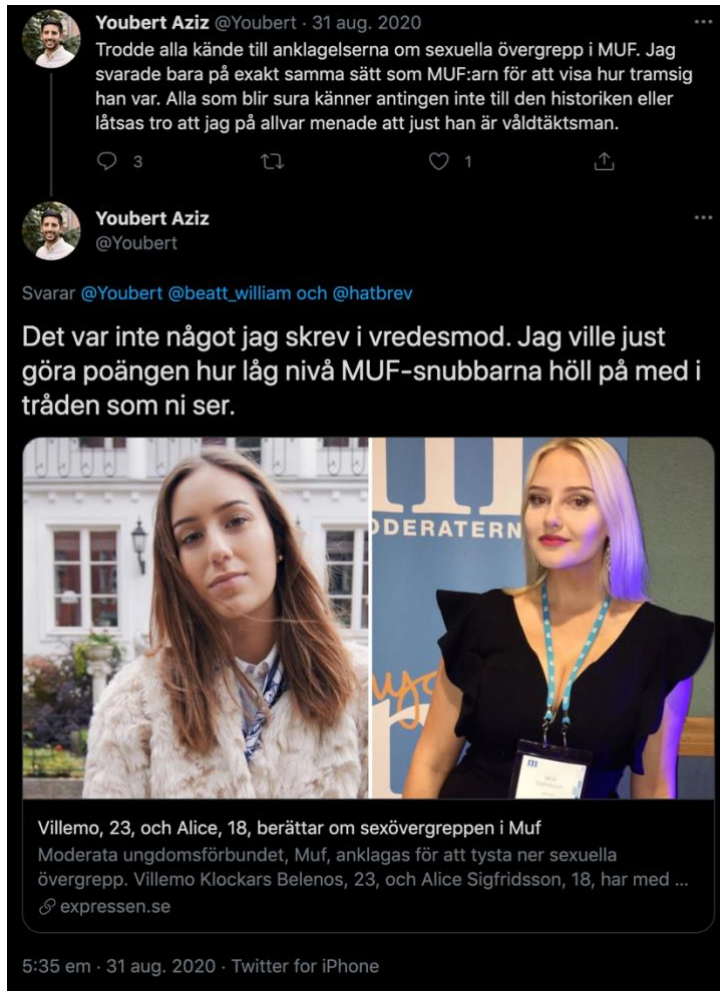 Youbert Aziz @Youbert · 31 aug. 2020
Trodde alla kände till anklagelserna om sexuella övergrepp i MUF. Jag
svarade bara på exakt samma sätt som MUF:arn för att visa hur tramsig
han var. Alla som blir sura känner antingen inte till den historiken eller
låtsas tro att jag på allvar menade att just han är våldtäktsman.
3 1
Youbert Aziz
@Youbert
Svarar @Youbert @beatt_william och @hatbrev
Det var inte något jag skrev i vredesmod. Jag ville just
göra poängen hur låg nivå MUF-snubbarna höll på med i
tråden som ni ser.
m
ODERATERN
m
Villemo, 23, och Alice, 18, berättar om sexövergreppen i Muf
Moderata ungdomsförbundet, Muf, anklagas för att tysta ner sexuella
övergrepp. Villemo Klockars Belenos, 23, och Alice Sigfridsson, 18, har med ...
expressen.se
5:35 em · 31 aug. 2020 · Twitter for iPhone